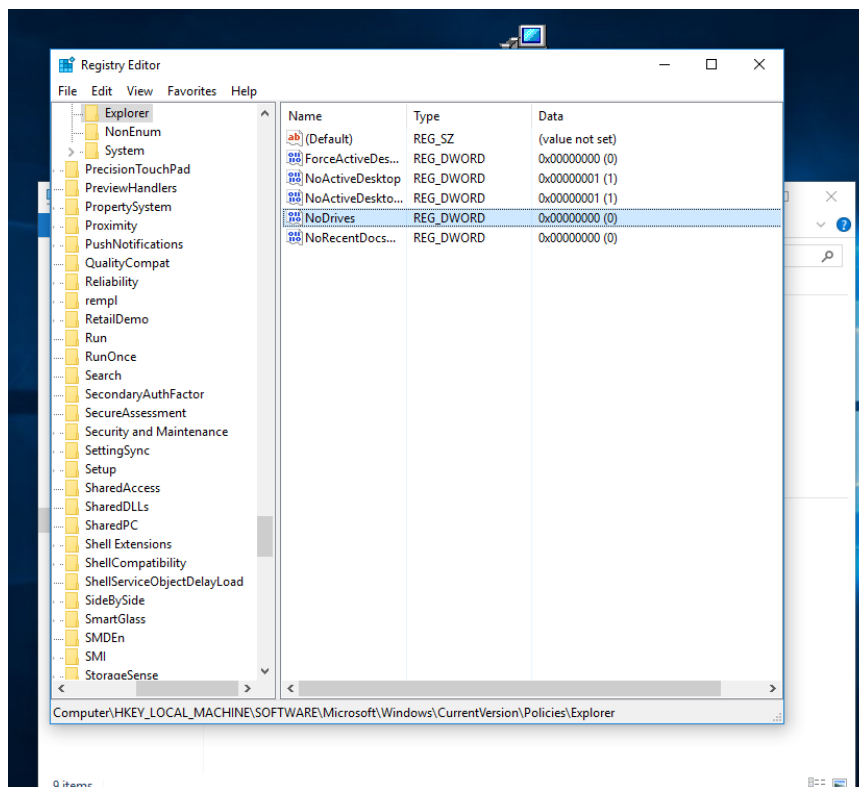 Registry Editor
File Edit View Favorites Help
Explorer
NonEnum
System
PrecisionTouchPad
PreviewHandlers
PropertySystem
Proximity
PushNotifications
QualityCompat
Reliability
rempl
RetailDemo
Run
RunOnce
Search
SecondaryAuthFactor
SecureAssessment
Security and Maintenance
SettingSync
Setup
SharedAccess
SharedDLLs
SharedPC
Shell Extensions
ShellCompatibility
ShellServiceObjectDelayLoad
SideBySide
SmartGlass
SMDEn
SMI
StorageSense
Name Type Data
(Default) REG_SZ (value not set)
ForceActiveDes... REG_DWORD 0x00000000 (0)
NoActiveDesktop REG_DWORD 0x00000001 (1)
NoActiveDeskto... REG_DWORD 0x00000001 (1)
NoDrives REG_DWORD 0x00000000 (0)
NoRecentDocs... REG_DWORD 0x00000000 (0)
Computer\HKEY_LOCAL_MACHINE\SOFTWARE\Microsoft\Windows\CurrentVersion\Policies\Explorer
9 items